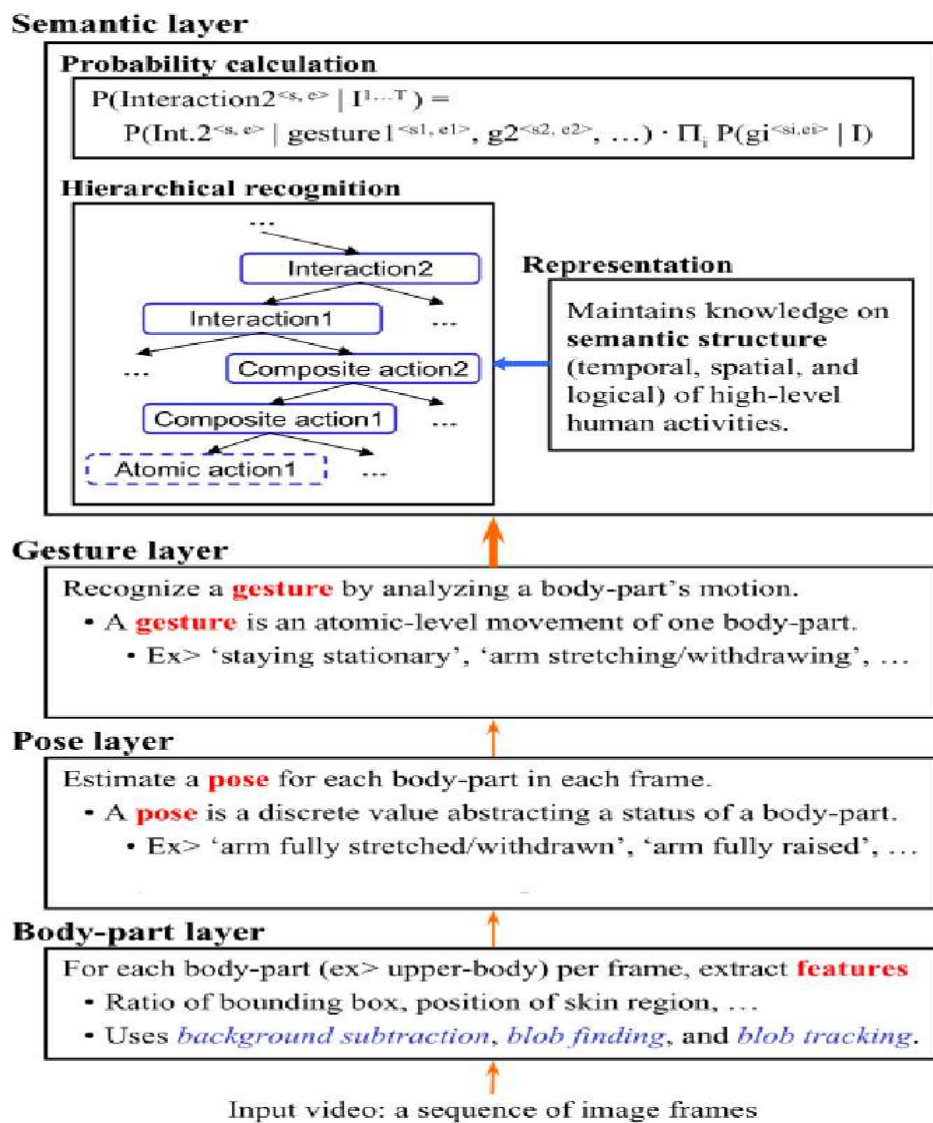 Semantic layer
Probability calculation
P(Interaction2<s, e> | I1…T) =
P(Int.2<s, e> | gesture1<s1, e1>, g2<s2, e2>, …) · Πi P(gi<si,ei> | I)
Hierarchical recognition
...
Interaction2
Interaction1
...
...
Composite action2
Composite action1
...
Atomic action1
...
Representation
Maintains knowledge on
semantic structure
(temporal, spatial, and
logical) of high-level
human activities.
Gesture layer
Recognize a gesture by analyzing a body-part's motion.
• A gesture is an atomic-level movement of one body-part.
• Ex> ‘staying stationary’, ‘arm stretching/withdrawing’, …
Pose layer
Estimate a pose for each body-part in each frame.
• A pose is a discrete value abstracting a status of a body-part.
• Ex> ‘arm fully stretched/withdrawn’, ‘arm fully raised’, …
Body-part layer
For each body-part (ex> upper-body) per frame, extract features
• Ratio of bounding box, position of skin region, …
• Uses background subtraction, blob finding, and blob tracking.
Input video: a sequence of image frames